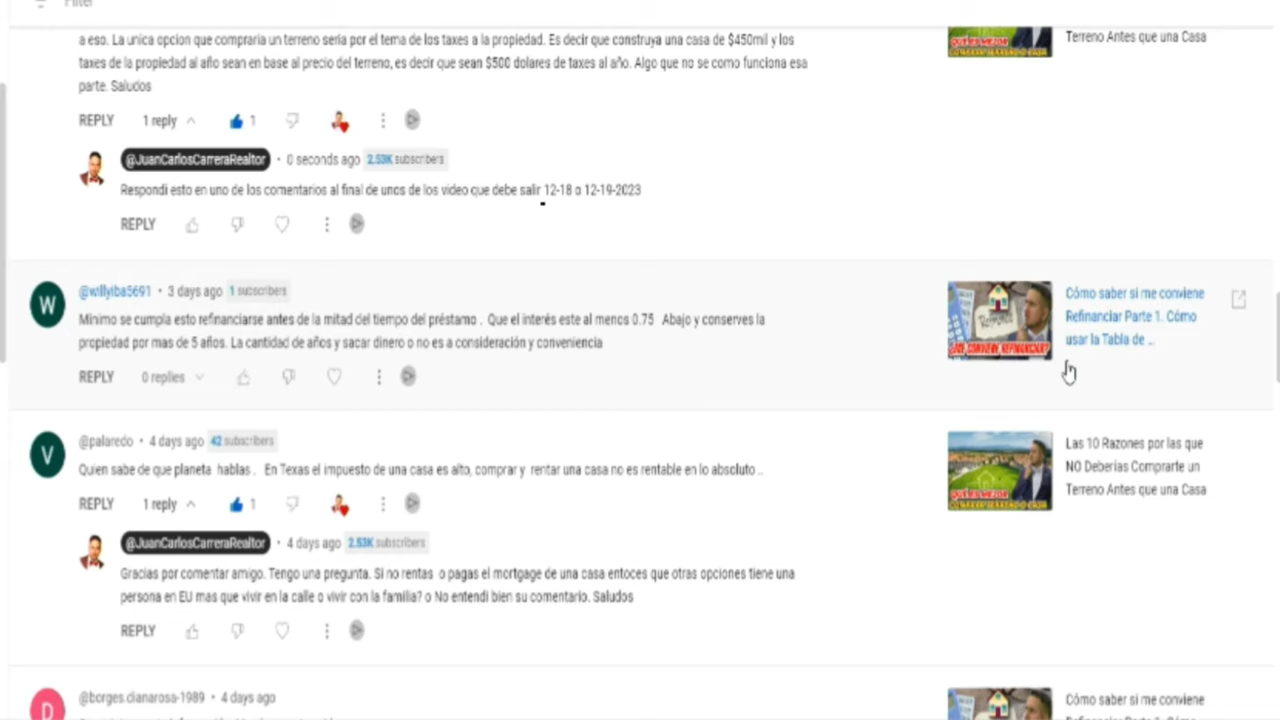 Filter
a eso. La unica opcion que compraria un terreno seria por el tema de los taxes a la propiedad. Es decir que construya una casa de $450mil y los
taxes de la propiedad al año sean en base al precio del terreno, es decir que sean $500 dolares de taxes al año. Algo que no se como funciona esa
parte. Saludos
Terreno Antes que una Casa
REPLY 1 reply 1
@JuanCarlosCarreraRealtor • 0 seconds ago 2.53K subscribers
Respondi esto en uno de los comentarios al final de unos de los video que debe salir 12-18 o 12-19-2023
REPLY
W
@willyiba5691 • 3 days ago 1 subscribers
Mínimo se cumpla esto refinanciarse antes de la mitad del tiempo del préstamo . Que el interés este al menos 0.75 Abajo y conserves la
propiedad por mas de 5 años. La cantidad de años y sacar dinero o no es a consideración y conveniencia
REPLY 0 replies
¿ME CONVIENE REFINANCIAR?
Cómo saber si me conviene
Refinanciar Parte 1. Cómo
usar la Tabla de ...
V
@palaredo • 4 days ago 42 subscribers
Quien sabe de que planeta hablas . En Texas el impuesto de una casa es alto, comprar y rentar una casa no es rentable en lo absoluto ..
REPLY 1 reply 1
QUÉ ES MEJOR
COMPRAR TERRENO O CASA
Las 10 Razones por las que
NO Deberías Comprarte un
Terreno Antes que una Casa
@JuanCarlosCarreraRealtor • 4 days ago 2.53K subscribers
Gracias por comentar amigo. Tengo una pregunta. Si no rentas o pagas el mortgage de una casa entoces que otras opciones tiene una
persona en EU mas que vivir en la calle o vivir con la familia? o No entendi bien su comentario. Saludos
REPLY
D
@borges.dianarosa-1989 • 4 days ago
Cómo saber si me conviene